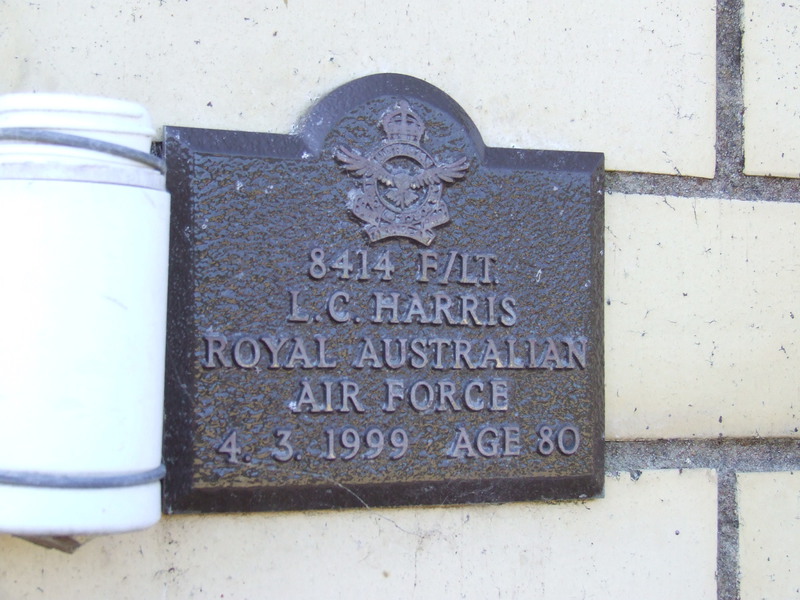 8414 F/LT.
L. C. HARRIS
ROYAL AUSTRALIAN
AIR FORCE
4. 3. 1999 AGE 80